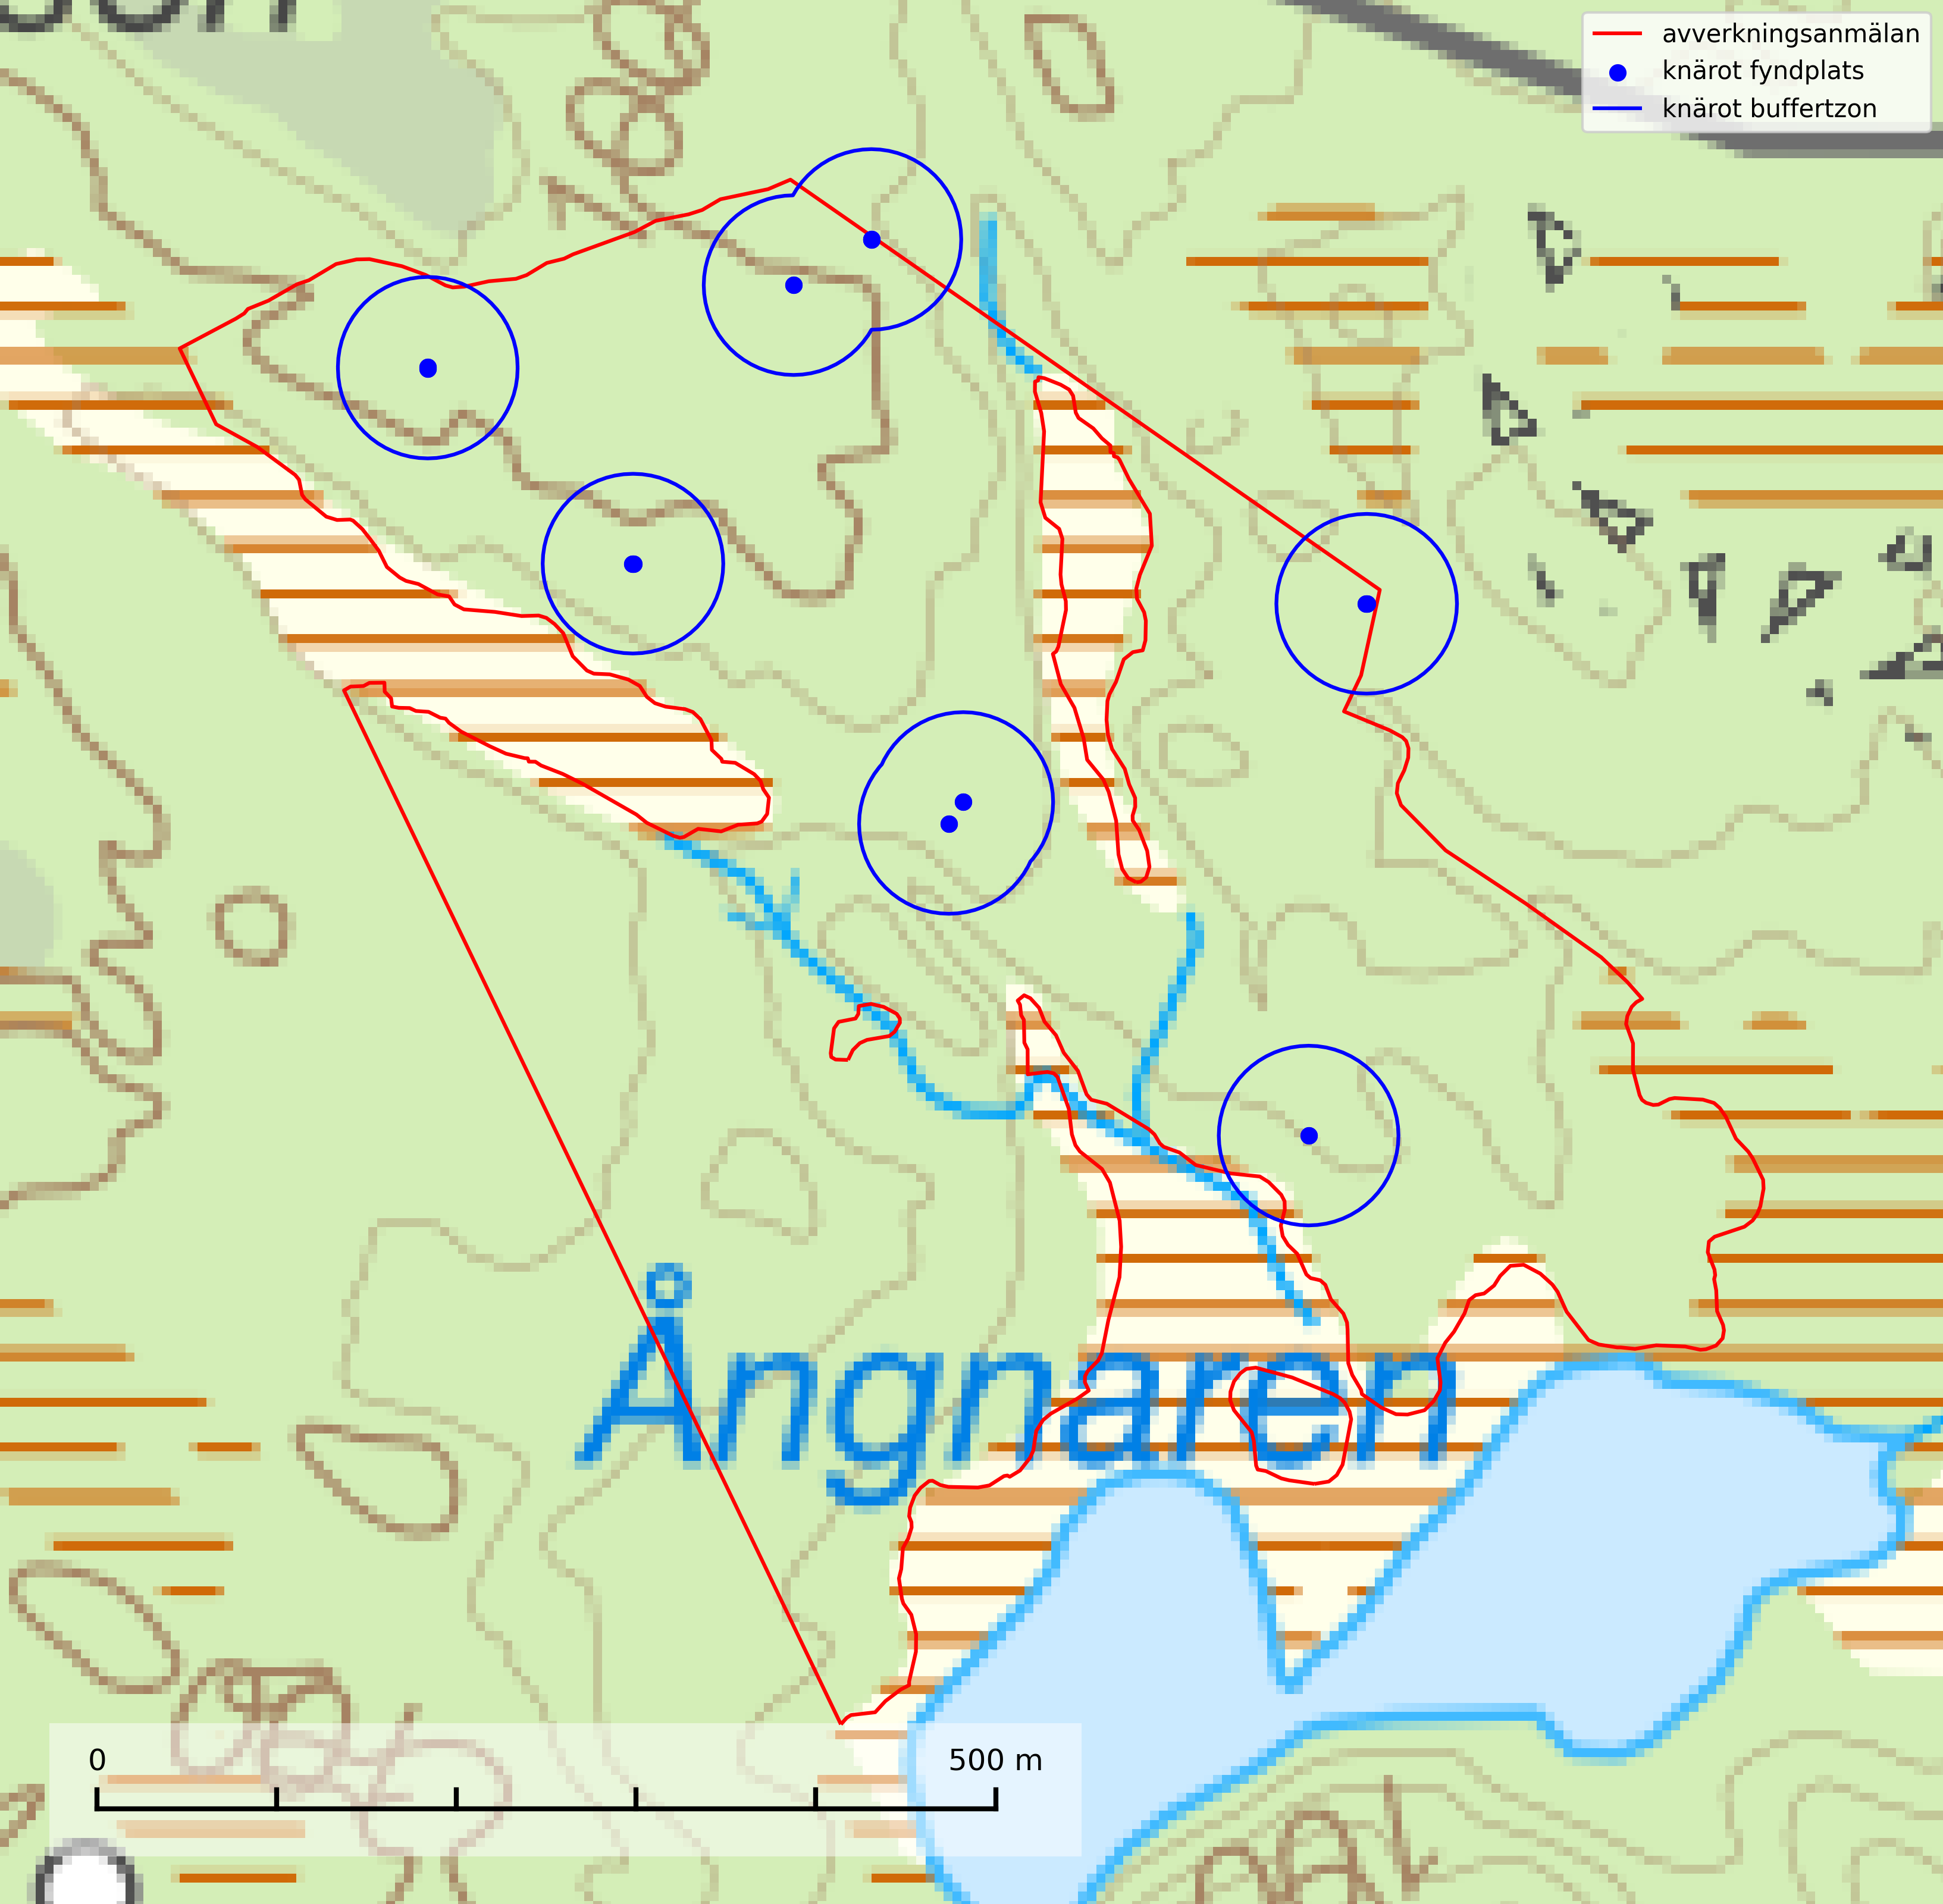 avverkningsanmälan
knärot fyndplats
knärot buffertzon
Ångnaren
0 500 m